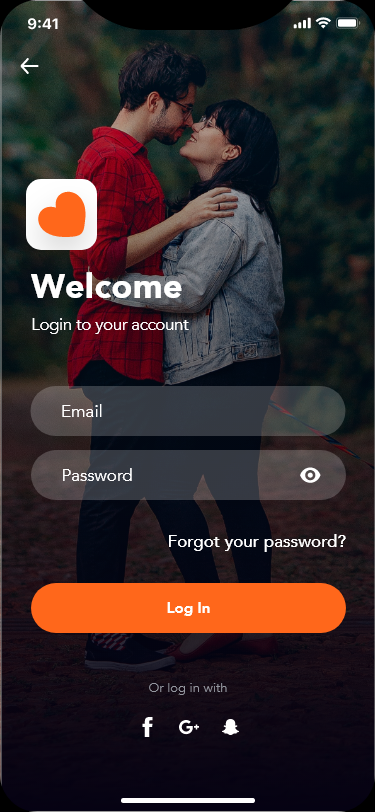 9:41
Welcome
Login to your account
Email
Password
Forgot your password?
Log In
Or log in with
f G+